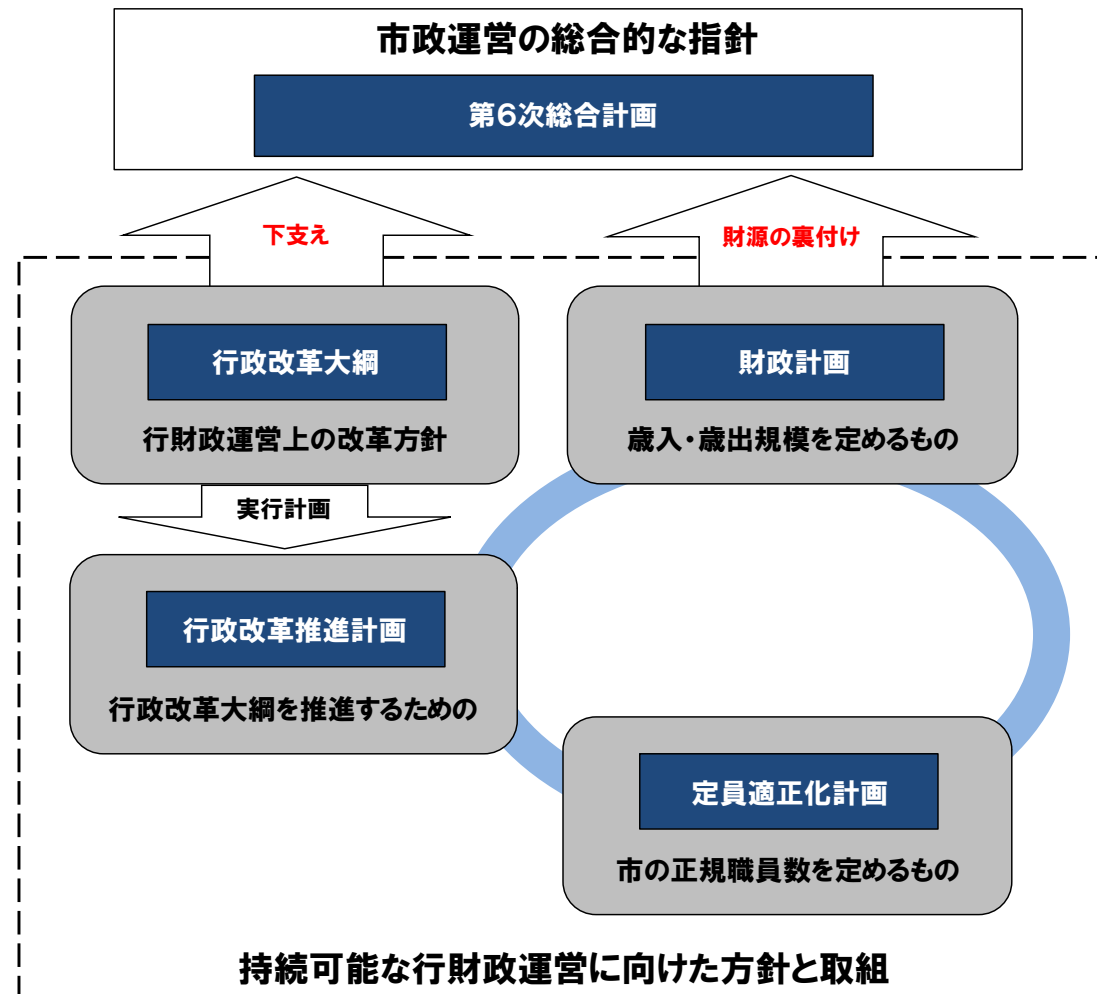 市政運営の総合的な指針
第6次総合計画
下支え
財源の裏付け
行政改革大綱
行財政運営上の改革方針
財政計画
歳入・歳出規模を定めるもの
実行計画
行政改革推進計画
行政改革大綱を推進するための
定員適正化計画
市の正規職員数を定めるもの
持続可能な行財政運営に向けた方針と取組